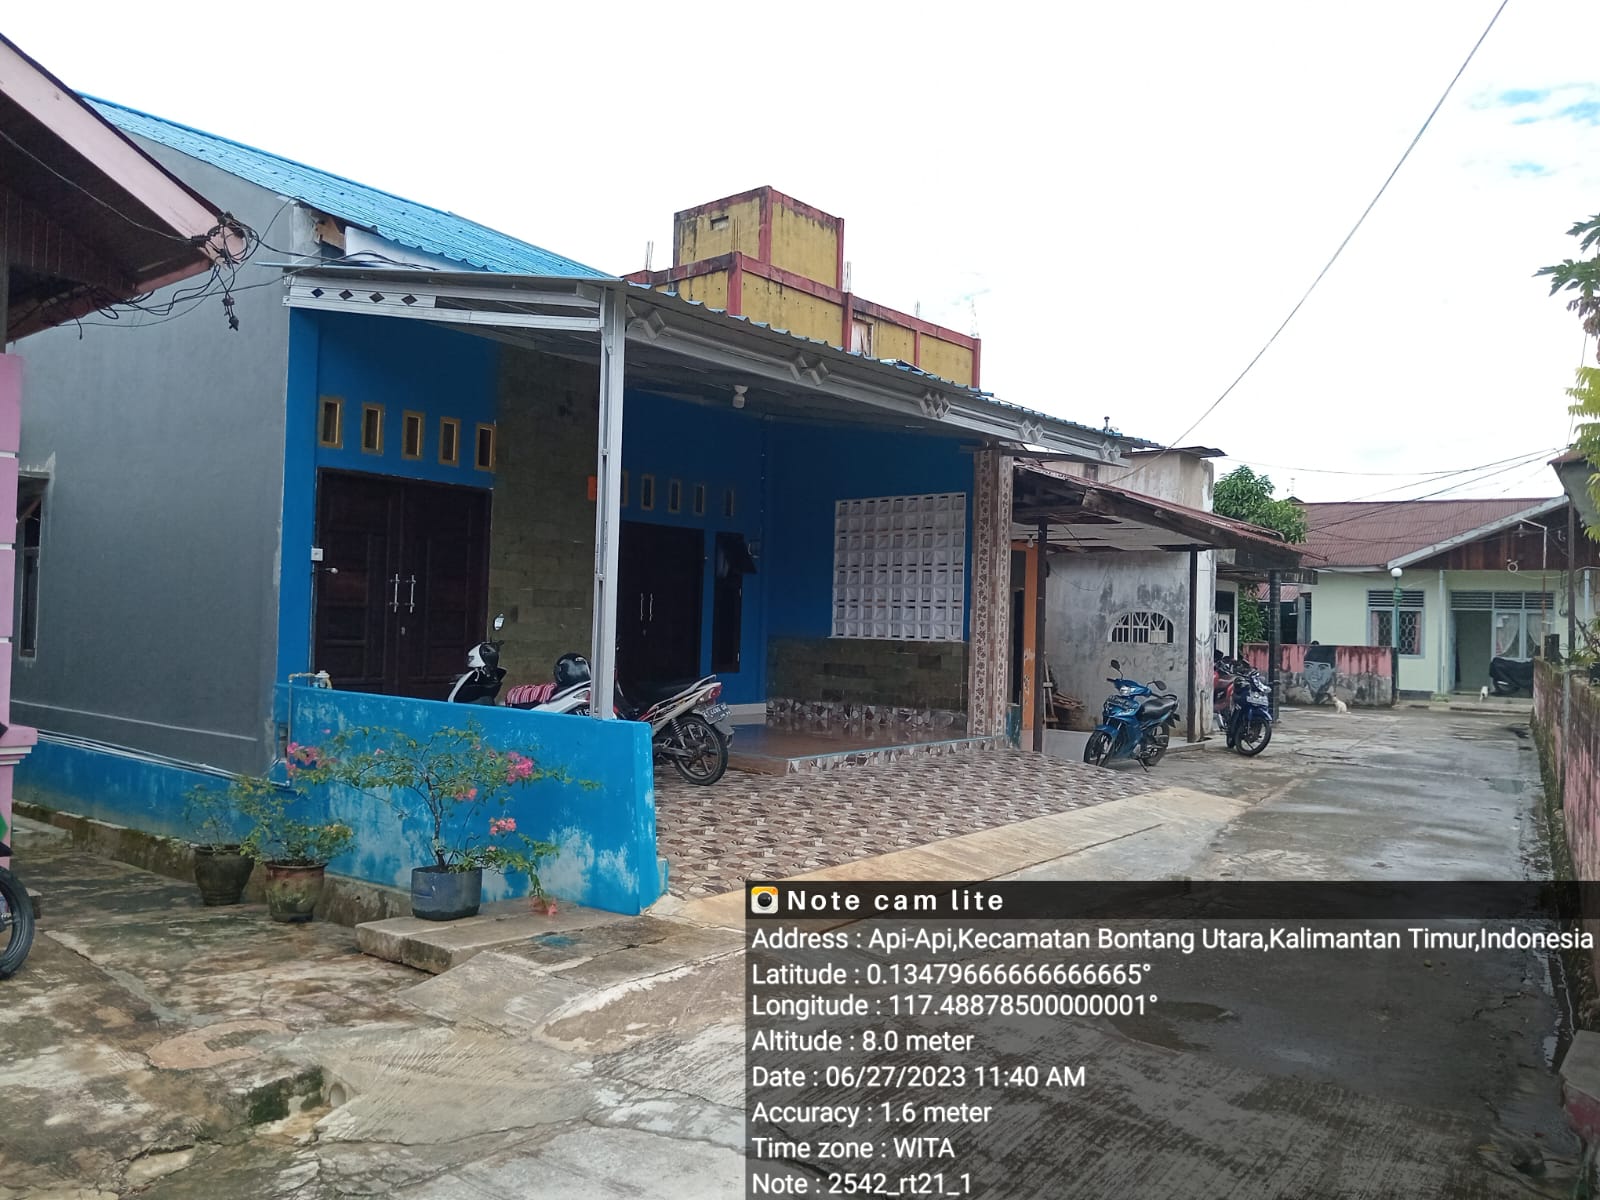 Note cam lite
Address : Api-Api,Kecamatan Bontang Utara,Kalimantan Timur,Indonesia
Latitude : 0.13479666666666665°
Longitude : 117.48878500000001°
Altitude : 8.0 meter
Date : 06/27/2023 11:40 AM
Accuracy : 1.6 meter
Time zone : WITA
Note : 2542_rt21_1